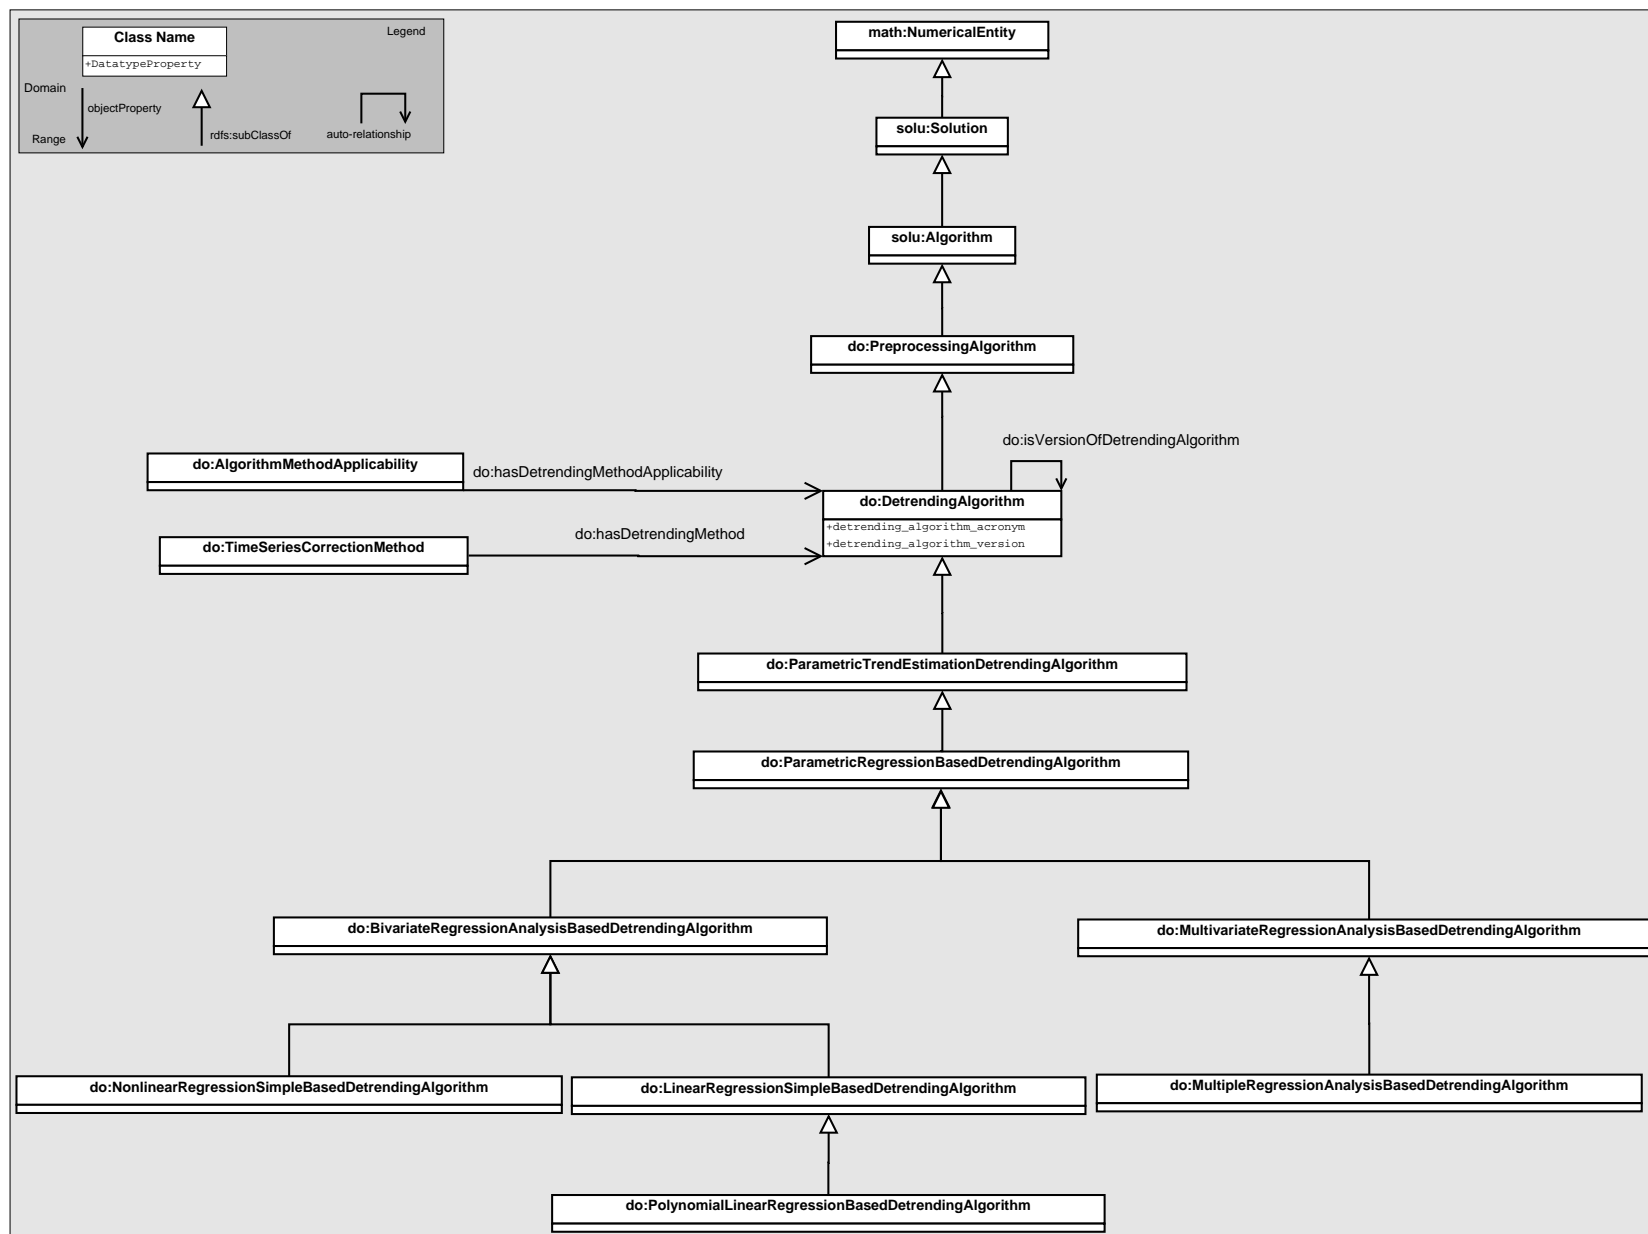 Class Name
Legend
+DatatypeProperty
Domain
objectProperty
Range
rdfs:subClassOf
auto-relationship
math:NumericalEntity
solu:Solution
solu:Algorithm
do:PreprocessingAlgorithm
do:isVersionOfDetrendingAlgorithm
do:AlgorithmMethodApplicability
do:hasDetrendingMethodApplicability
do:DetrendingAlgorithm
+detrending_algorithm_acronym
+detrending_algorithm_version
do:hasDetrendingMethod
do:TimeSeriesCorrectionMethod
do:ParametricTrendEstimationDetrendingAlgorithm
do:ParametricRegressionBasedDetrendingAlgorithm
do:BivariateRegressionAnalysisBasedDetrendingAlgorithm
do:MultivariateRegressionAnalysisBasedDetrendingAlgorithm
do:NonlinearRegressionSimpleBasedDetrendingAlgorithm
do:LinearRegressionSimpleBasedDetrendingAlgorithm
do:MultipleRegressionAnalysisBasedDetrendingAlgorithm
do:PolynomialLinearRegressionBasedDetrendingAlgorithm